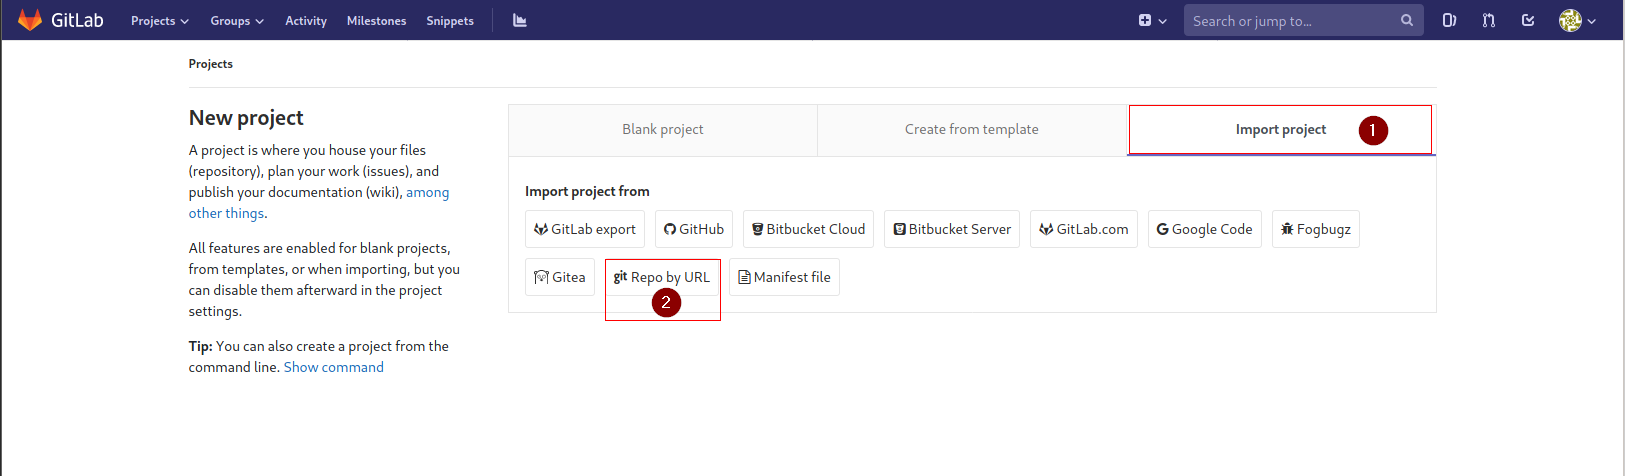 GitLab Projects Groups Activity Milestones Snippets Search or jump to...
Projects
New project
A project is where you house your files
(repository), plan your work (issues), and
publish your documentation (wiki), among
other things.
All features are enabled for blank projects,
from templates, or when importing, but you
can disable them afterward in the project
settings.
Tip: You can also create a project from the
command line. Show command
Blank project Create from template Import project 1
Import project from
GitLab export GitHub Bitbucket Cloud Bitbucket Server GitLab.com Google Code Fogbugz
Gitea git Repo by URL Manifest file
2